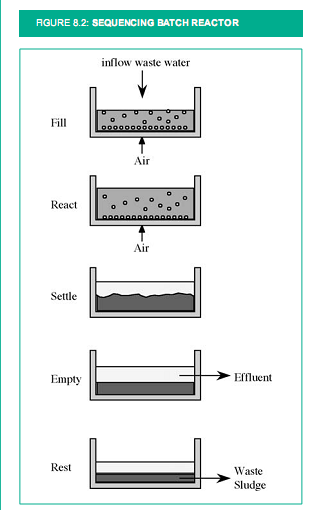 FIGURE 8.2: SEQUENCING BATCH REACTOR
inflow waste water
Fill
Air
React
Air
Settle
Empty
Effluent
Rest
Waste
Sludge